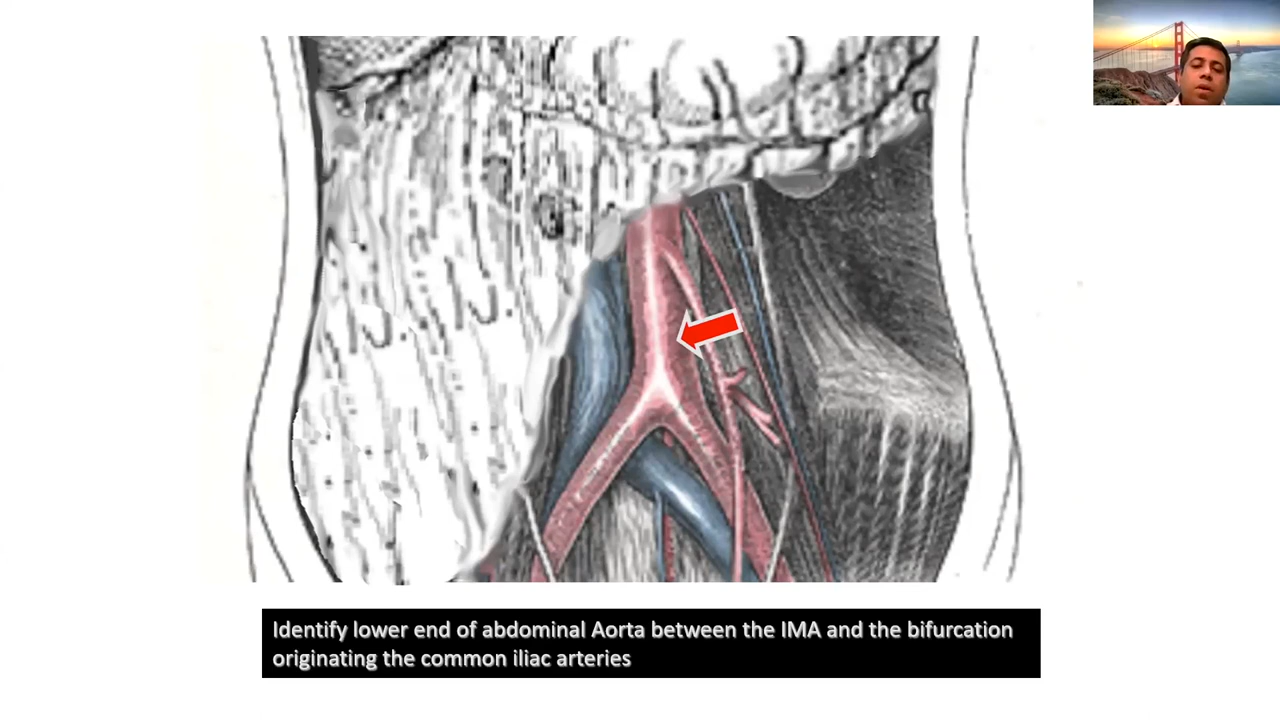 Identify lower end of abdominal Aorta between the IMA and the bifurcation
originating the common iliac arteries